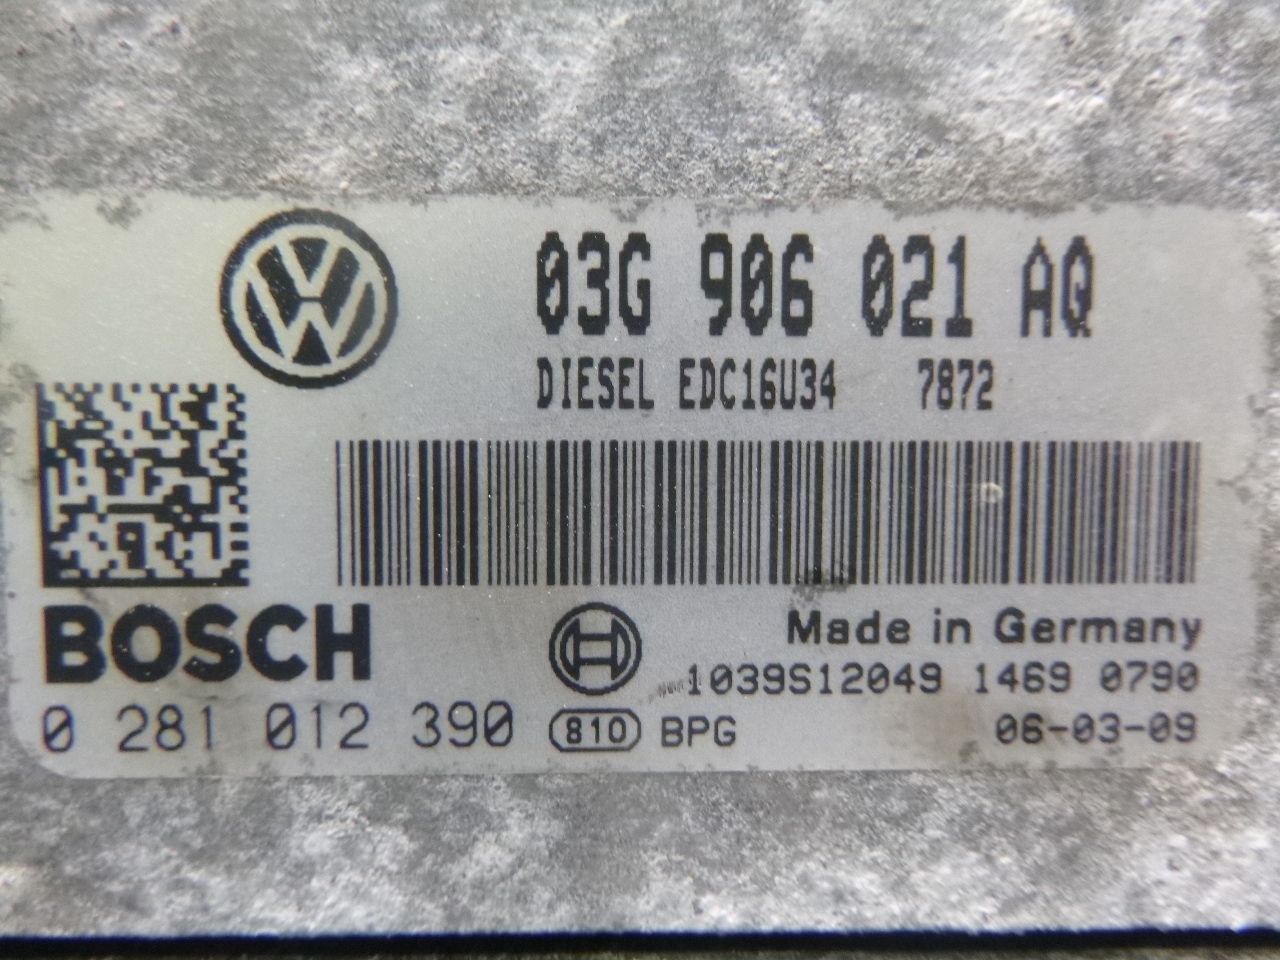 03G 906 021 AQ
DIESEL EDC16U34 7872
BOSCH
Made in Germany
1039S12049 1469 0790
0 281 012 390 810 BPG 06-03-09